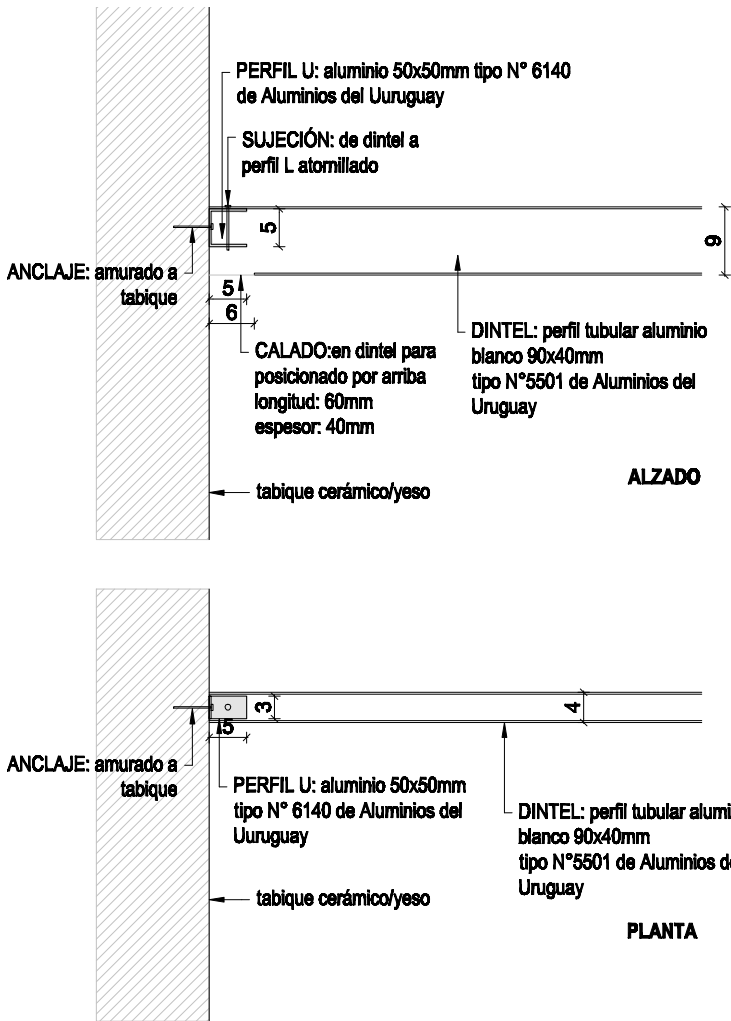 PERFIL U: aluminio 50x50mm tipo N° 6140
de Aluminios del Uuruguay
SUJECIÓN: de dintel a
perfil L atornillado
5
9
ANCLAJE: amurado a
tabique
5
6
CALADO:en dintel para
posicionado por arriba
longitud: 60mm
espesor: 40mm
DINTEL: perfil tubular aluminio
blanco 90x40mm
tipo N°5501 de Aluminios del
Uruguay
ALZADO
tabique cerámico/yeso
3
4
5
ANCLAJE: amurado a
tabique
PERFIL U: aluminio 50x50mm
tipo N° 6140 de Aluminios del
Uuruguay
DINTEL: perfil tubular alumi
blanco 90x40mm
tipo N°5501 de Aluminios de
Uruguay
tabique cerámico/yeso
PLANTA